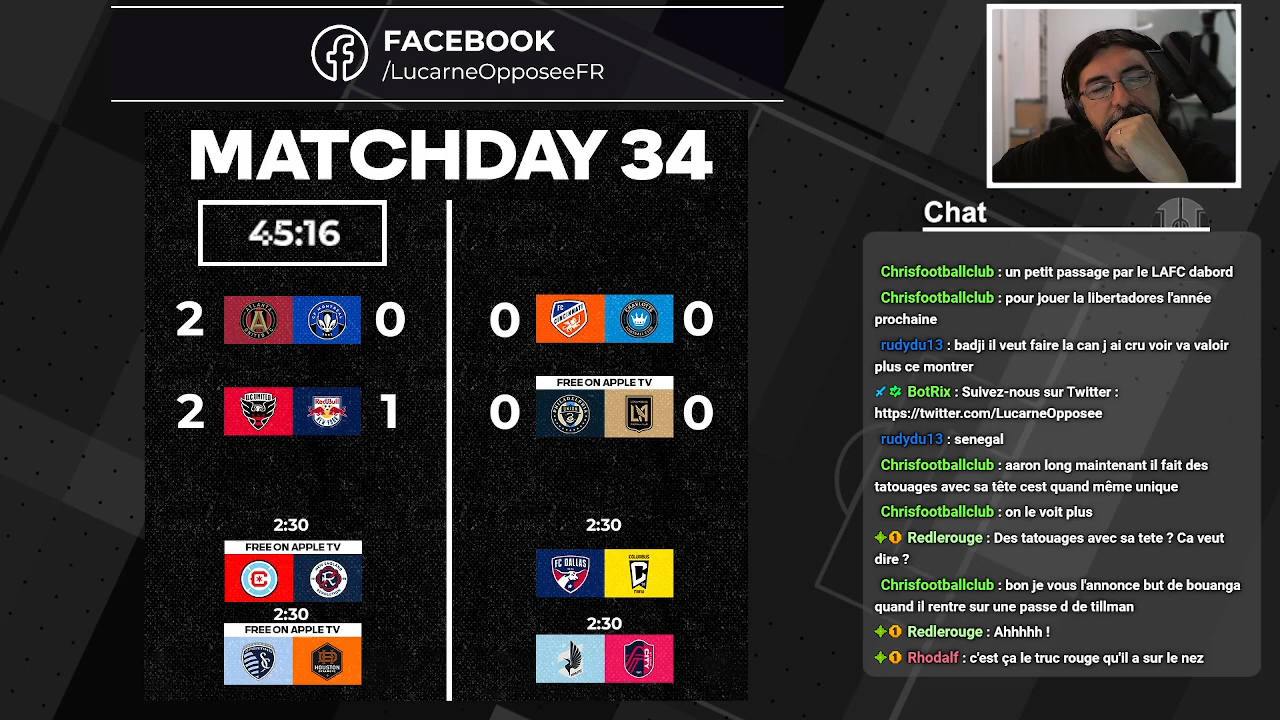 FACEBOOK
/LucarneOpposeeFR
MATCHDAY 34
45:16
2 0
0 0
2 1
FREE ON APPLE TV
0 0
2:30
FREE ON APPLE TV
2:30
FREE ON APPLE TV
2:30
FC DALLAS
COLUMBUS
2:30
CITY
Chat
Chrisfootballclub : un petit passage par le LAFC dabord
Chrisfootballclub : pour jouer la libertadores l'année
prochaine
rudydu13 : badji il veut faire la can j ai cru voir va valoir
plus ce montrer
BotRix : Suivez-nous sur Twitter :
https://twitter.com/LucarneOpposee
rudydu13 : senegal
Chrisfootballclub : aaron long maintenant il fait des
tatouages avec sa tête cest quand même unique
Chrisfootballclub : on le voit plus
1 Redlerouge : Des tatouages avec sa tete ? Ca veut
dire ?
Chrisfootballclub : bon je vous l'annonce but de bouanga
quand il rentre sur une passe d de tillman
1 Redlerouge : Ahhhhh !
1 Rhodalf : c'est ça le truc rouge qu'il a sur le nez